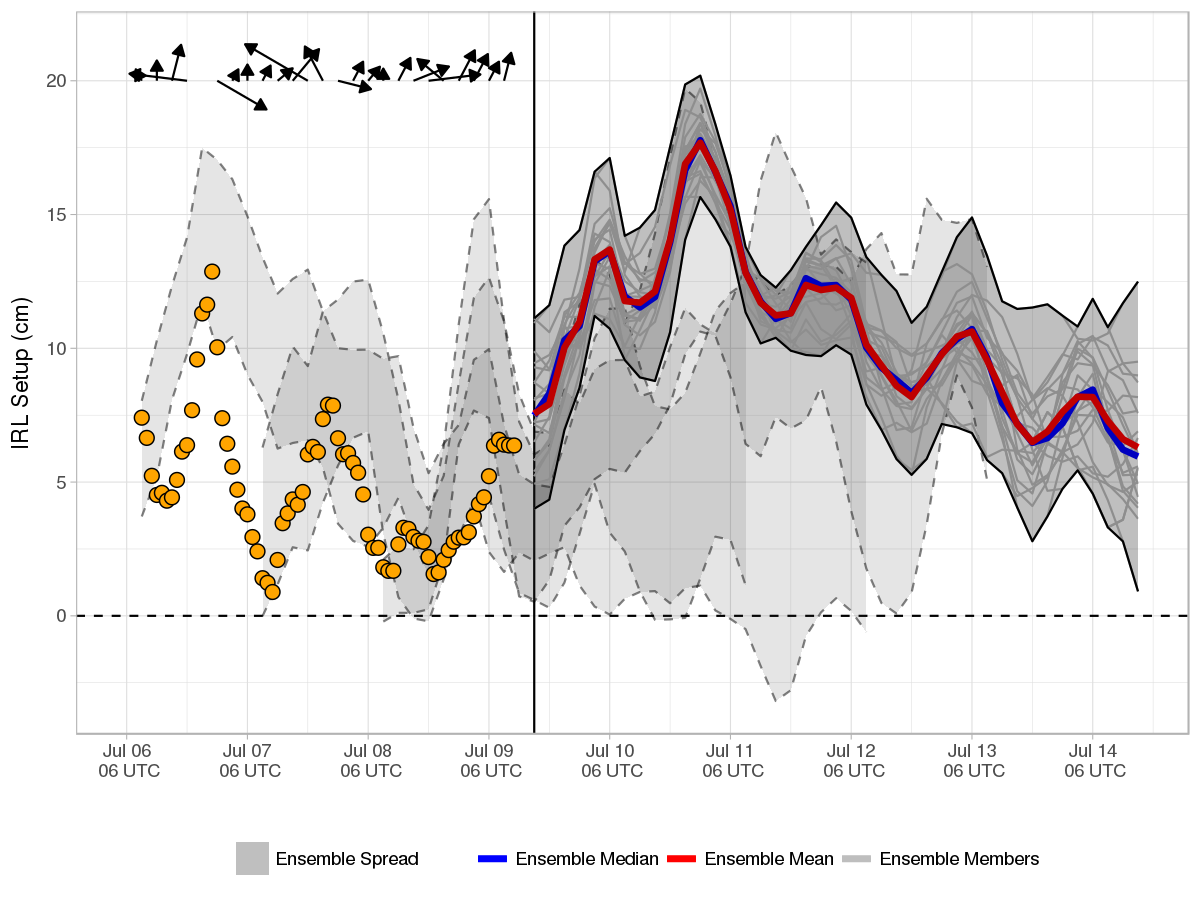 IRL Setup (cm)
20
15
10
5
0
Jul 06 Jul 07 Jul 08 Jul 09 Jul 10 Jul 11 Jul 12 Jul 13 Jul 14
06 UTC 06 UTC 06 UTC 06 UTC 06 UTC 06 UTC 06 UTC 06 UTC 06 UTC
Ensemble Spread Ensemble Median Ensemble Mean Ensemble Members